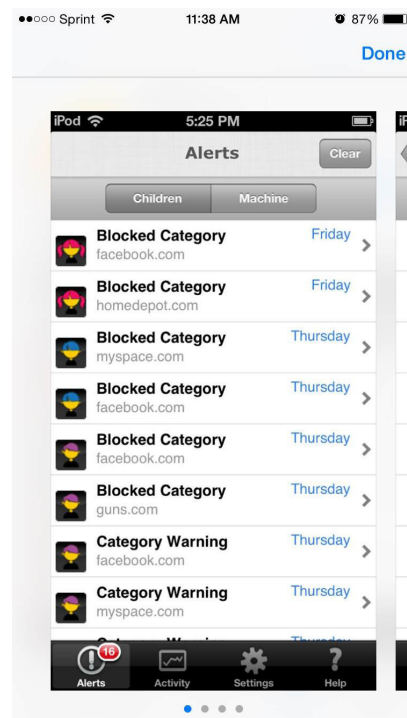 Sprint 11:38 AM 87%
Done
iPod 5:25 PM
Alerts Clear
Children Machine
Blocked Category Friday
facebook.com
Blocked Category Friday
homedepot.com
Blocked Category Thursday
myspace.com
Blocked Category Thursday
facebook.com
Blocked Category Thursday
facebook.com
Blocked Category Thursday
guns.com
Category Warning Thursday
facebook.com
Category Warning Thursday
myspace.com
16
Alerts Activity Settings Help